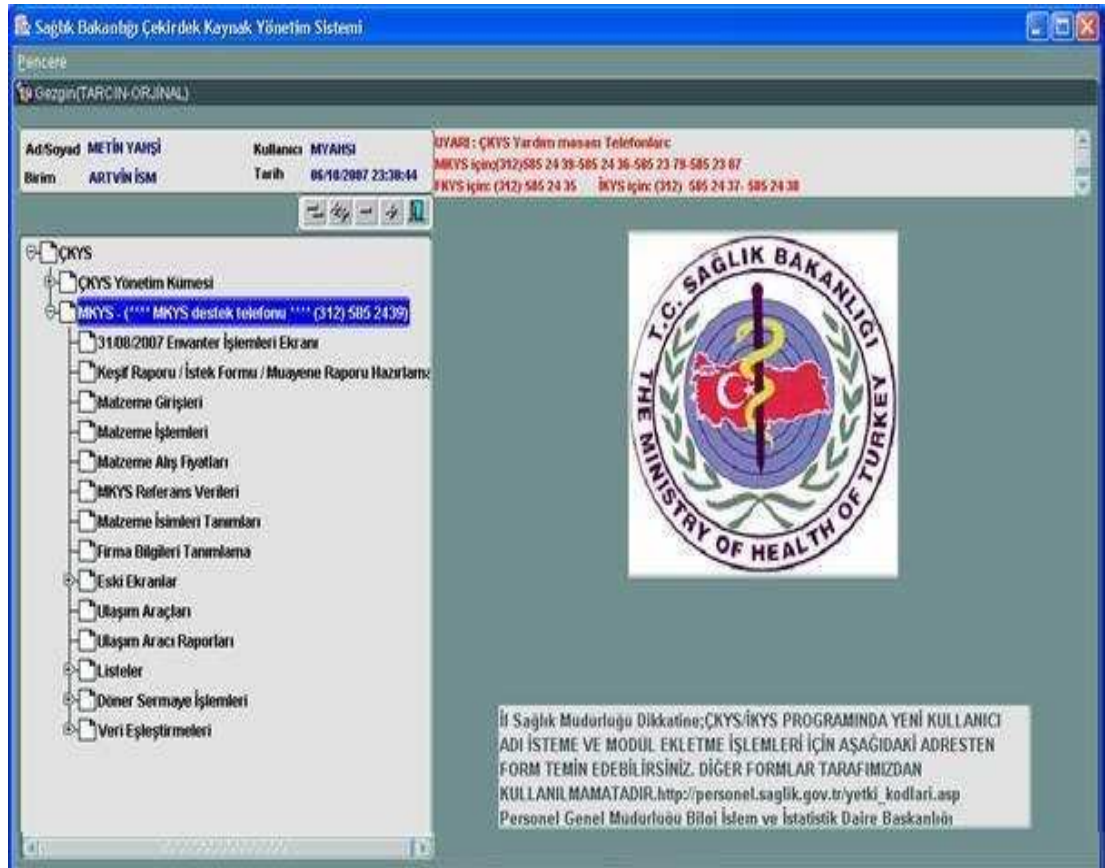 Sağlık Bakanlığı Çekirdek Kaynak Yönetim Sistemi
Pencere
Gezgin(TARCIN-ORJINAL)
Ad/Soyad METİN YAHŞİ Kullanıcı MYAHSI
Birim ARTVİN İSM Tarih 06/10/2007 23:38:44
UYARI : ÇKYS Yardım masası Telefonları:
MKYS için:(312)585 24 39-585 24 36-585 23 79-585 23 87
FKYS için: (312) 585 24 35 İKYS için: (312) 585 24 37- 585 24 38
ÇKYS
ÇKYS Yönetim Kümesi
MKYS - (**** MKYS destek telefonu **** (312) 585 2439)
31/08/2007 Envanter İşlemleri Ekranı
Keşif Raporu / İstek Formu / Muayene Raporu Hazırlama
Malzeme Girişleri
Malzeme İşlemleri
Malzeme Alış Fiyatları
MKYS Referans Verileri
Malzeme İsimleri Tanımları
Firma Bilgileri Tanımlama
Eski Ekranlar
Ulaşım Araçları
Ulaşım Aracı Raporları
Listeler
Döner Sermaye İşlemleri
Veri Eşleştirmeleri
T.C. SAĞLIK BAKANLIĞI
THE MINISTRY OF HEALTH OF TURKEY
İl Sağlık Müdürlüğü Dikkatine;ÇKYS/İKYS PROGRAMINDA YENİ KULLANICI
ADI İSTEME VE MODUL EKLETME İŞLEMLERİ İÇİN AŞAĞIDAKİ ADRESTEN
FORM TEMİN EDEBİLİRSİNİZ. DİĞER FORMLAR TARAFIMIZDAN
KULLANILMAMATADIR.http://personel.saglik.gov.tr/yetki_kodlari.asp
Personel Genel Müdürlüğü Bilgi İşlem ve İstatistik Daire Başkanlığı